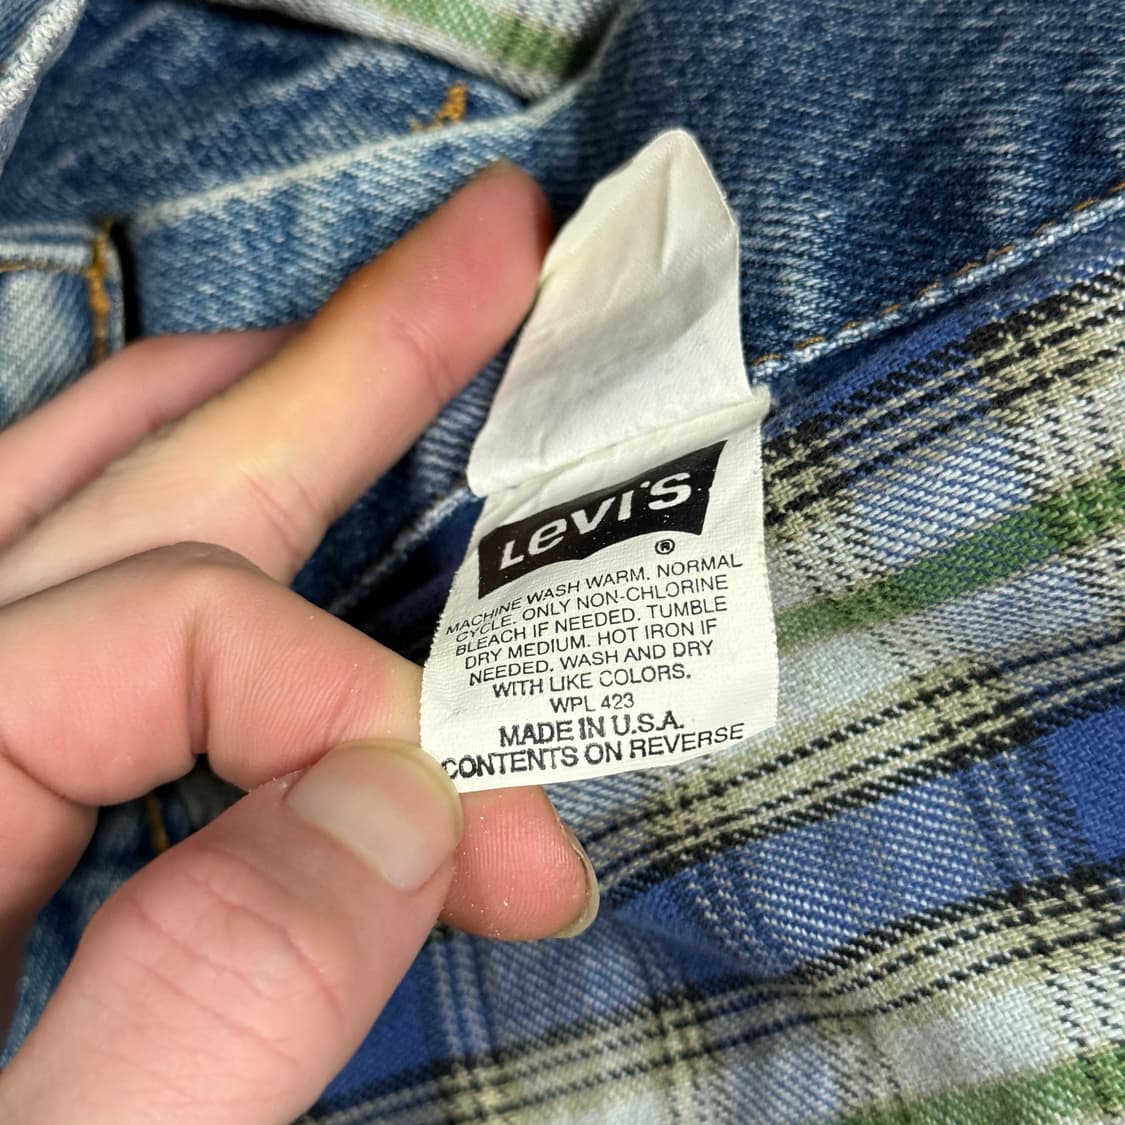 Levi's
®
MACHINE WASH WARM. NORMAL
CYCLE. ONLY NON-CHLORINE
BLEACH IF NEEDED. TUMBLE
DRY MEDIUM. HOT IRON IF
NEEDED. WASH AND DRY
WITH LIKE COLORS.
WPL 423
MADE IN U.S.A.
CONTENTS ON REVERSE